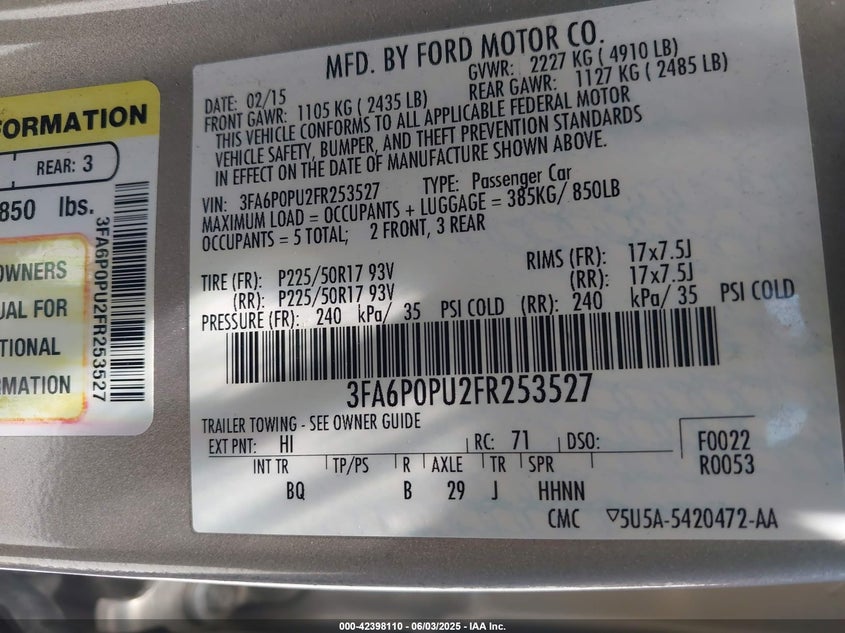 FORMATION
REAR: 3
850 lbs.
OWNERS
UAL FOR
TIONAL
RMATION
3FA6P0PU2FR253527
MFD. BY FORD MOTOR CO.
DATE: 02/15 GVWR: 2227 KG ( 4910 LB)
FRONT GAWR: 1105 KG ( 2435 LB) REAR GAWR: 1127 KG ( 2485 LB)
THIS VEHICLE CONFORMS TO ALL APPLICABLE FEDERAL MOTOR
VEHICLE SAFETY, BUMPER, AND THEFT PREVENTION STANDARDS
IN EFFECT ON THE DATE OF MANUFACTURE SHOWN ABOVE.
VIN: 3FA6P0PU2FR253527 TYPE: Passenger Car
MAXIMUM LOAD = OCCUPANTS + LUGGAGE = 385KG/ 850LB
OCCUPANTS = 5 TOTAL; 2 FRONT, 3 REAR
TIRE (FR): P225/50R17 93V RIMS (FR): 17x7.5J
(RR): P225/50R17 93V (RR): 17x7.5J
PRESSURE (FR): 240 kPa/ 35 PSI COLD (RR): 240 kPa/ 35 PSI COLD
3FA6P0PU2FR253527
TRAILER TOWING - SEE OWNER GUIDE
EXT PNT: HI RC: 71 DSO: F0022
INT TR TP/PS R AXLE TR SPR R0053
BQ B 29 J HHNN
CMC ▽5U5A-5420472-AA
000-42398110 - 06/03/2025 - IAA Inc.